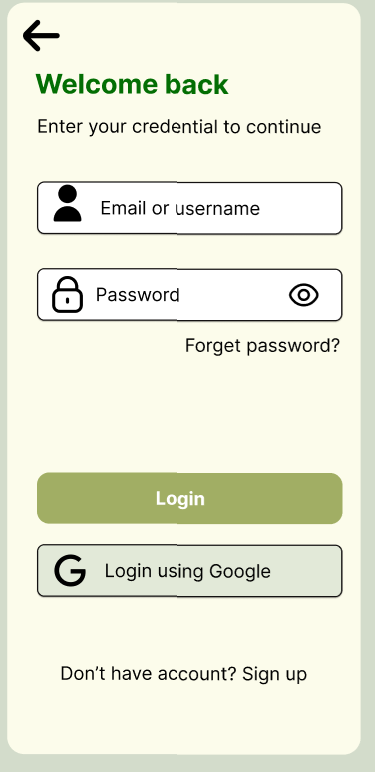 Welcome back
Enter your credential to continue
Email or username
Password
Forget password?
Login
G Login using Google
Don't have account? Sign up